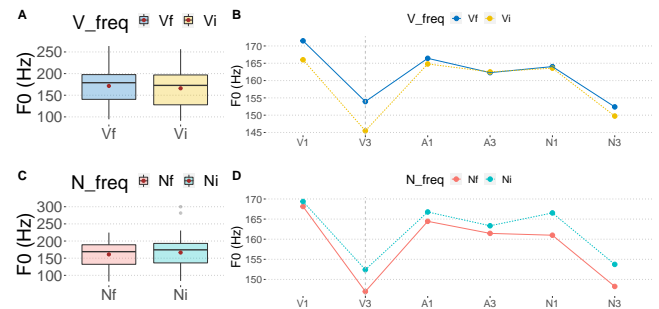 A
V_freq Vf Vi
F0 (Hz)
250
200
150
100
Vf Vi
B
V_freq Vf Vi
F0 (Hz)
170
165
160
155
150
145
V1 V3 A1 A3 N1 N3
C
N_freq Nf Ni
F0 (Hz)
300
250
200
150
100
Nf Ni
D
N_freq Nf Ni
F0 (Hz)
170
165
160
155
150
V1 V3 A1 A3 N1 N3